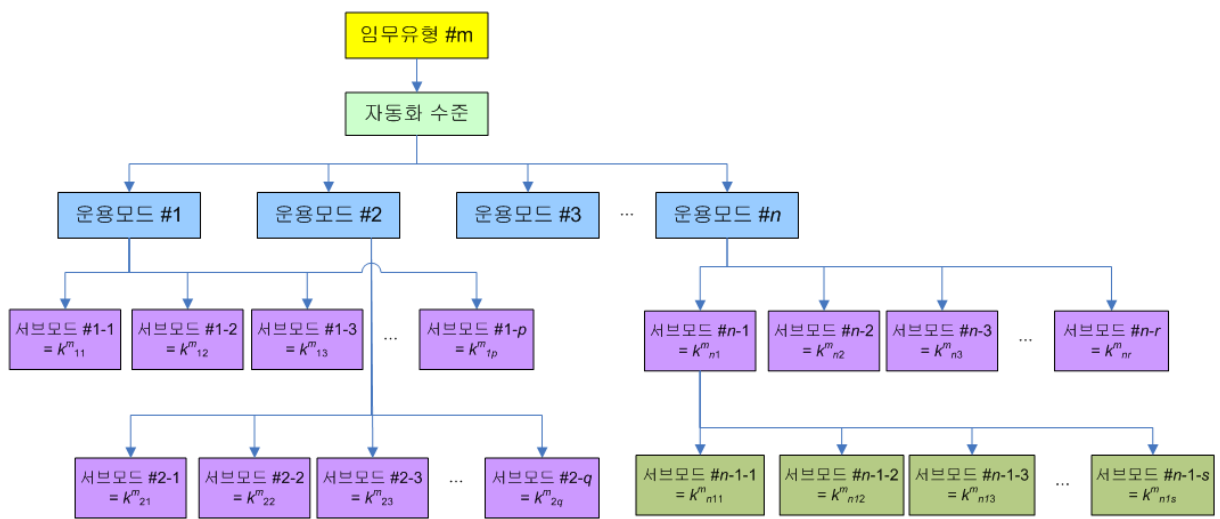 임무유형 #m
자동화 수준
운용모드 #1
운용모드 #2
운용모드 #3
...
운용모드 #n
서브모드 #1-1
= k^m_11
서브모드 #1-2
= k^m_12
서브모드 #1-3
= k^m_13
...
서브모드 #1-p
= k^m_1p
서브모드 #n-1
= k^m_n1
서브모드 #n-2
= k^m_n2
서브모드 #n-3
= k^m_n3
...
서브모드 #n-r
= k^m_nr
서브모드 #2-1
= k^m_21
서브모드 #2-2
= k^m_22
서브모드 #2-3
= k^m_23
...
서브모드 #2-q
= k^m_2q
서브모드 #n-1-1
= k^m_n11
서브모드 #n-1-2
= k^m_n12
서브모드 #n-1-3
= k^m_n13
...
서브모드 #n-1-s
= k^m_n1s